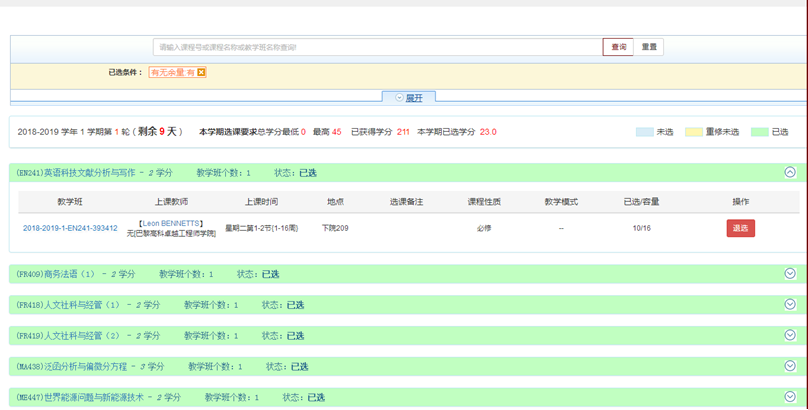 请输入课程号或课程名称或教学班名称查询!
查询 重置
已选条件： 有无余量 有
展开
2018-2019 学年 1 学期第 1 轮（剩余 9 天） 本学期选课要求总学分最低 0 最高 45 已获得学分 211 本学期已选学分 23.0 未选 重修未选 已选
(EN241)英语科技文献分析与写作 - 2 学分 教学班个数：1 状态：已选
教学班 上课教师 上课时间 地点 选课备注 课程性质 教学模式 已选/容量 操作
2018-2019-1-EN241-393412 【Leon BENNETTS】 星期二第1-2节{1-16周} 下院209 必修 -- 10/16 退选
无[巴黎高科卓越工程师学院]
(FR409)商务法语（1） - 2 学分 教学班个数：1 状态：已选
(FR418)人文社科与经管（1） - 2 学分 教学班个数：1 状态：已选
(FR419)人文社科与经管（2） - 2 学分 教学班个数：1 状态：已选
(MA438)泛函分析与偏微分方程 - 3 学分 教学班个数：1 状态：已选
(ME447)世界能源问题与新能源技术 - 2 学分 教学班个数：1 状态：已选